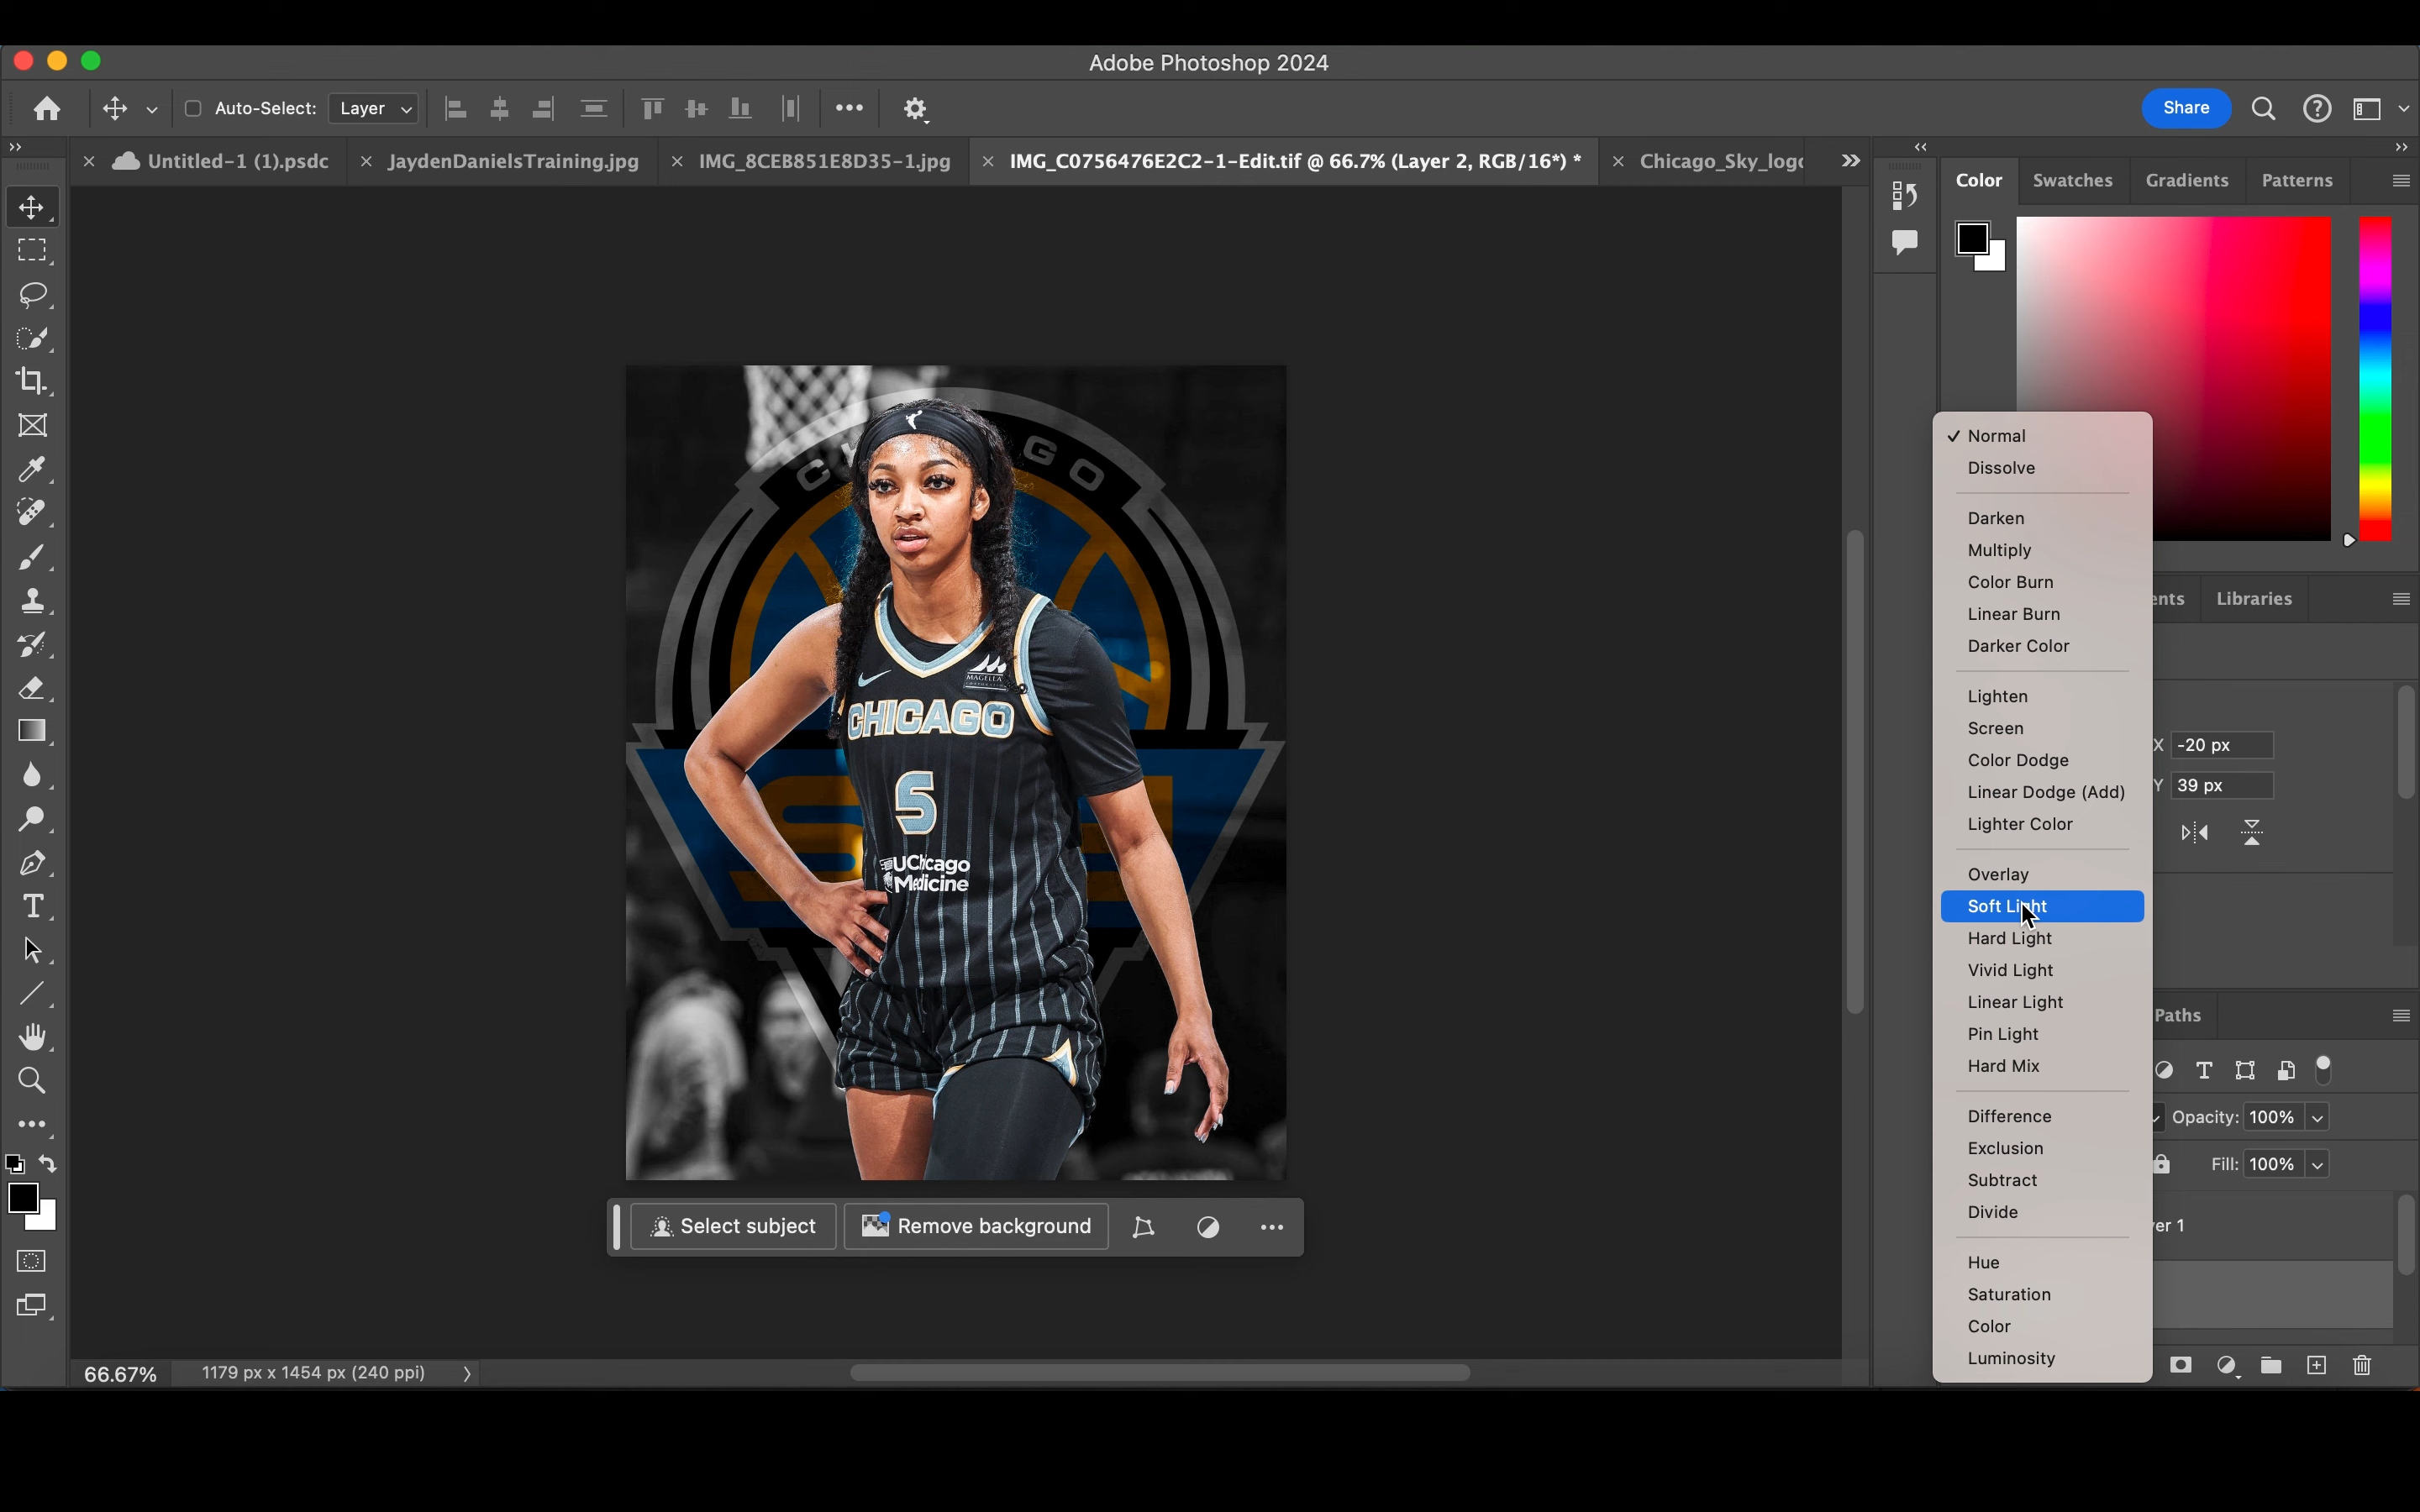 Adobe Photoshop 2024
Auto-Select: Layer
Share
Untitled-1 (1).psdc
JaydenDanielsTraining.jpg
IMG_8CEB851E8D35-1.jpg
IMG_C0756476E2C2-1-Edit.tif @ 66.7% (Layer 2, RGB/16*) *
Chicago_Sky_logo
Color
Swatches
Gradients
Patterns
Normal
Dissolve
Darken
Multiply
Color Burn
Linear Burn
Darker Color
Lighten
Screen
Color Dodge
Linear Dodge (Add)
Lighter Color
Overlay
Soft Light
Hard Light
Vivid Light
Linear Light
Pin Light
Hard Mix
Difference
Exclusion
Subtract
Divide
Hue
Saturation
Color
Luminosity
Libraries
X -20 px
Y 39 px
Paths
Opacity: 100%
Fill: 100%
er 1
CHICAGO
5
UChicago
Medicine
Select subject
Remove background
66.67%
1179 px x 1454 px (240 ppi)